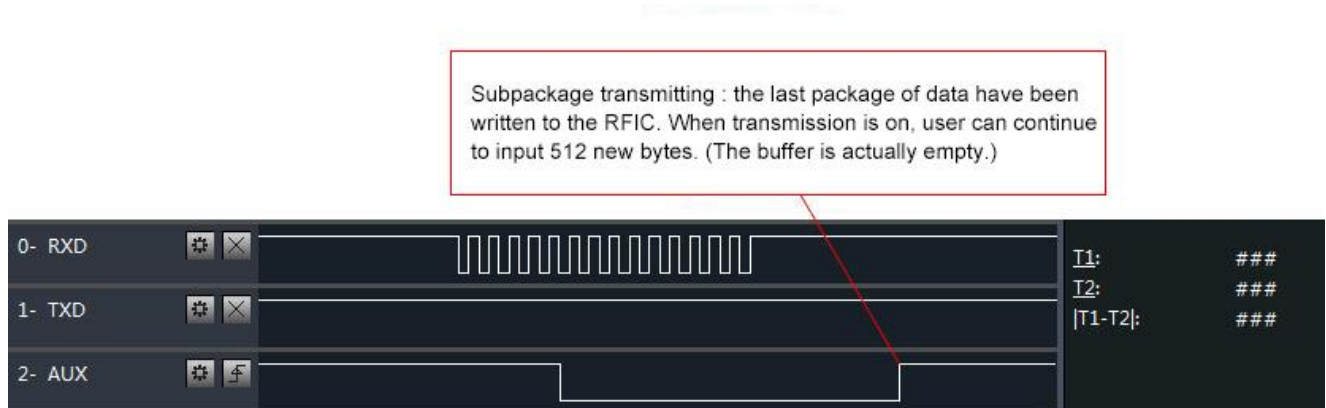 Subpackage transmitting : the last package of data have been
written to the RFIC. When transmission is on, user can continue
to input 512 new bytes. (The buffer is actually empty.)
0- RXD
1- TXD
2- AUX
T1: ###
T2: ###
|T1-T2|: ###